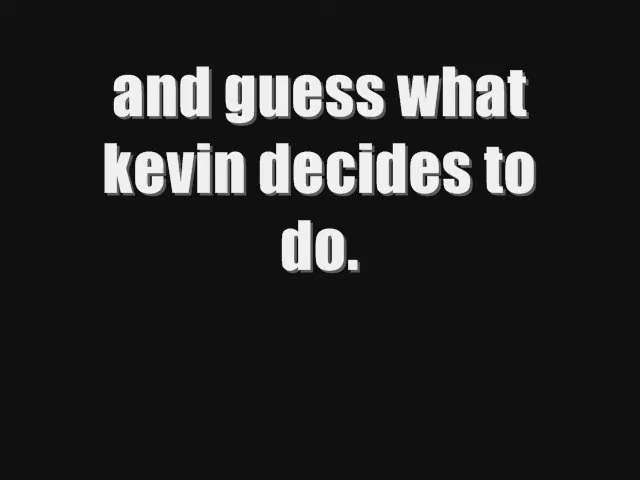 and guess what
kevin decides to
do.